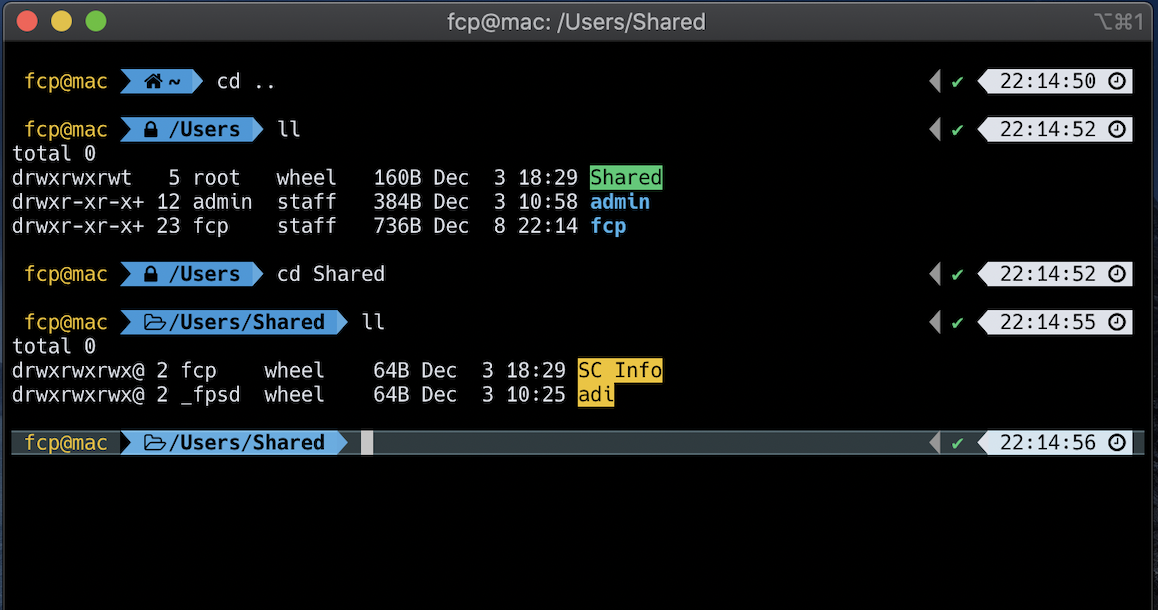 fcp@mac: /Users/Shared ⌥⌘1
fcp@mac ~ cd .. ✔ 22:14:50
fcp@mac /Users ll ✔ 22:14:52
total 0
drwxrwxrwt   5 root   wheel   160B Dec  3 18:29 Shared
drwxr-xr-x+ 12 admin  staff   384B Dec  3 10:58 admin
drwxr-xr-x+ 23 fcp    staff   736B Dec  8 22:14 fcp
fcp@mac /Users cd Shared ✔ 22:14:52
fcp@mac /Users/Shared ll ✔ 22:14:55
total 0
drwxrwxrwx@ 2 fcp    wheel    64B Dec  3 18:29 SC Info
drwxrwxrwx@ 2 _fpsd  wheel    64B Dec  3 10:25 adi
fcp@mac /Users/Shared ✔ 22:14:56